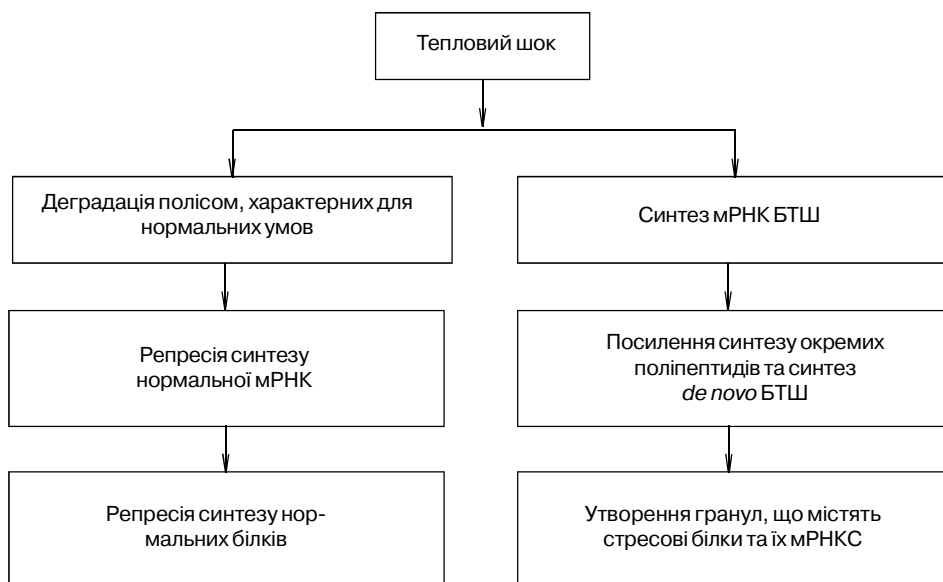 Тепловий шок
Деградація полісом, характерних для
нормальних умов
Синтез мРНК БТШ
Репресія синтезу
нормальної мРНК
Посилення синтезу окремих
поліпептидів та синтез
de novo БТШ
Репресія синтезу нор-
мальних білків
Утворення гранул, що містять
стресові білки та їх мРНКС